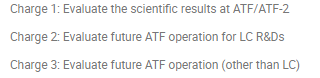 Charge 1: Evaluate the scientific results at ATF/ATF-2
Charge 2: Evaluate future ATF operation for LC R&Ds
Charge 3: Evaluate future ATF operation (other than LC)